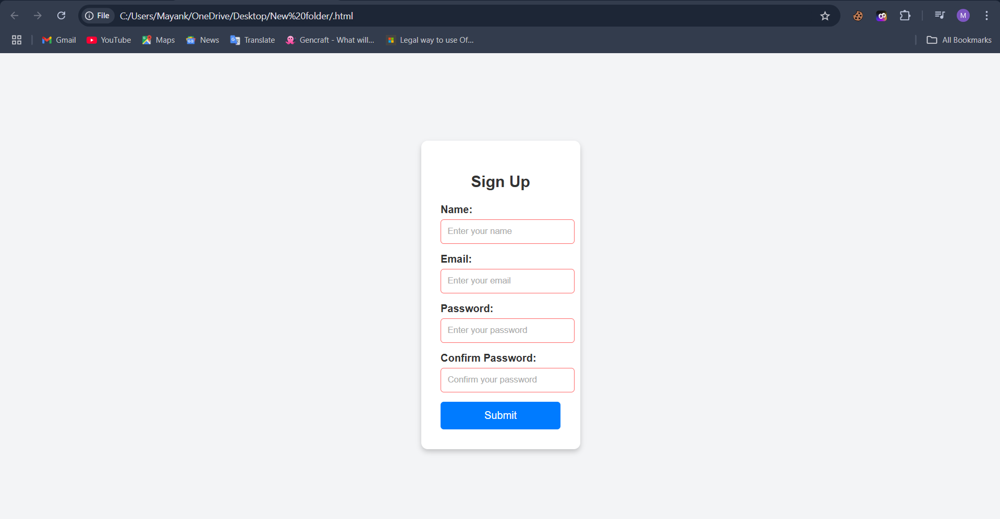 File C:/Users/Mayank/OneDrive/Desktop/New%20folder/.html
M
Gmail YouTube Maps News Translate Gencraft - What will... Legal way to use Of... All Bookmarks
Sign Up
Name:
Enter your name
Email:
Enter your email
Password:
Enter your password
Confirm Password:
Confirm your password
Submit